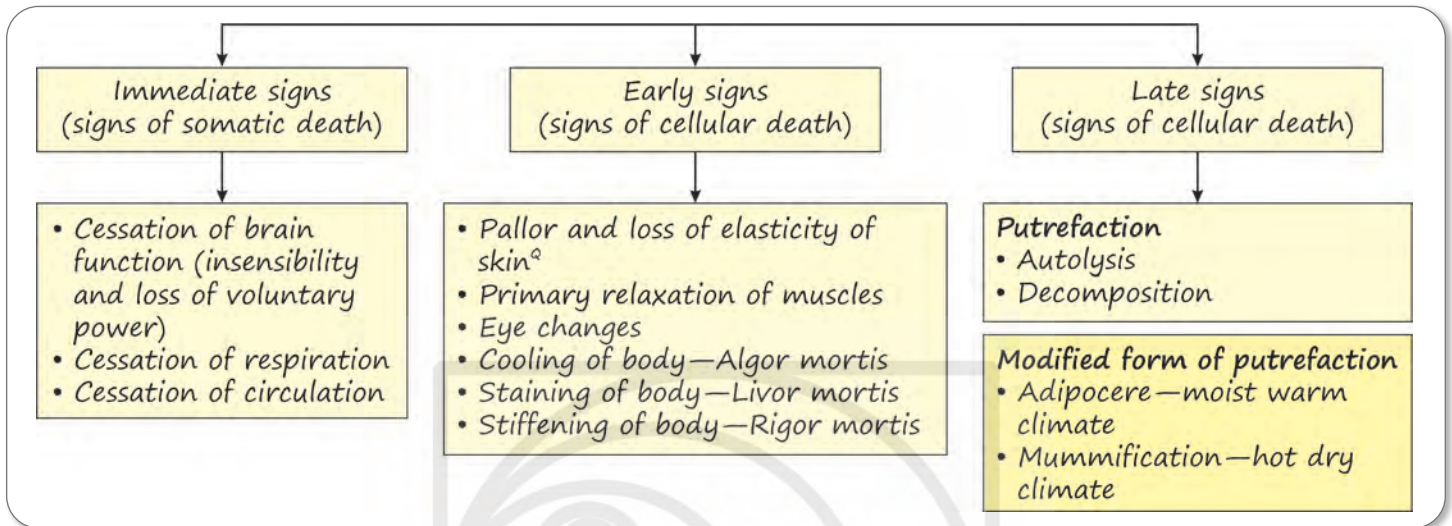 Immediate signs
(signs of somatic death)
• Cessation of brain
function (insensibility
and loss of voluntary
power)
• Cessation of respiration
• Cessation of circulation
Early signs
(signs of cellular death)
• Pallor and loss of elasticity of
skinQ
• Primary relaxation of muscles
• Eye changes
• Cooling of body—Algor mortis
• Staining of body—Livor mortis
• Stiffening of body—Rigor mortis
Late signs
(signs of cellular death)
Putrefaction
• Autolysis
• Decomposition
Modified form of putrefaction
• Adipocere—moist warm
climate
• Mummification—hot dry
climate